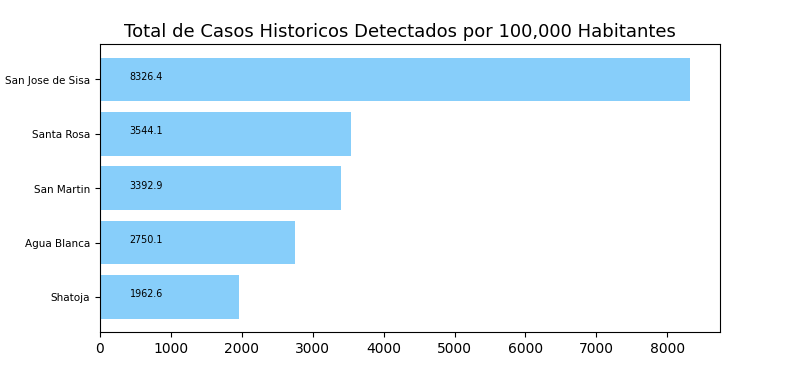 Total de Casos Historicos Detectados por 100,000 Habitantes
San Jose de Sisa 8326.4
Santa Rosa 3544.1
San Martin 3392.9
Agua Blanca 2750.1
Shatoja 1962.6
0 1000 2000 3000 4000 5000 6000 7000 8000